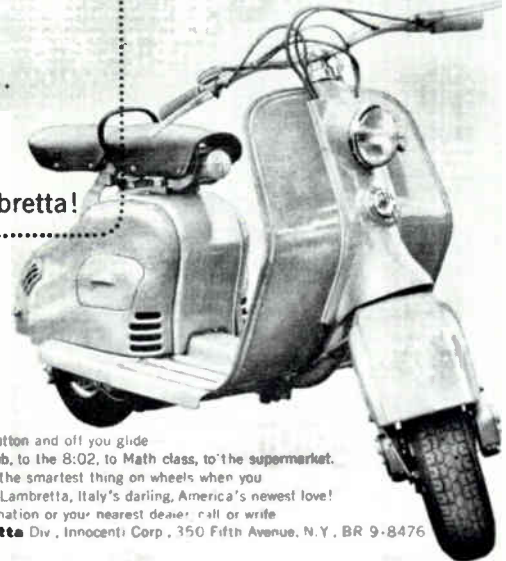 bretta!
tton and off you glide
b, to the 8:02, to Math class, to the supermarket.
the smartest thing on wheels when you
Lambretta, Italy's darling, America's newest love!
nation or your nearest dealer call or write
tta Div., Innocenti Corp., 350 Fifth Avenue, N.Y., BR 9-8476